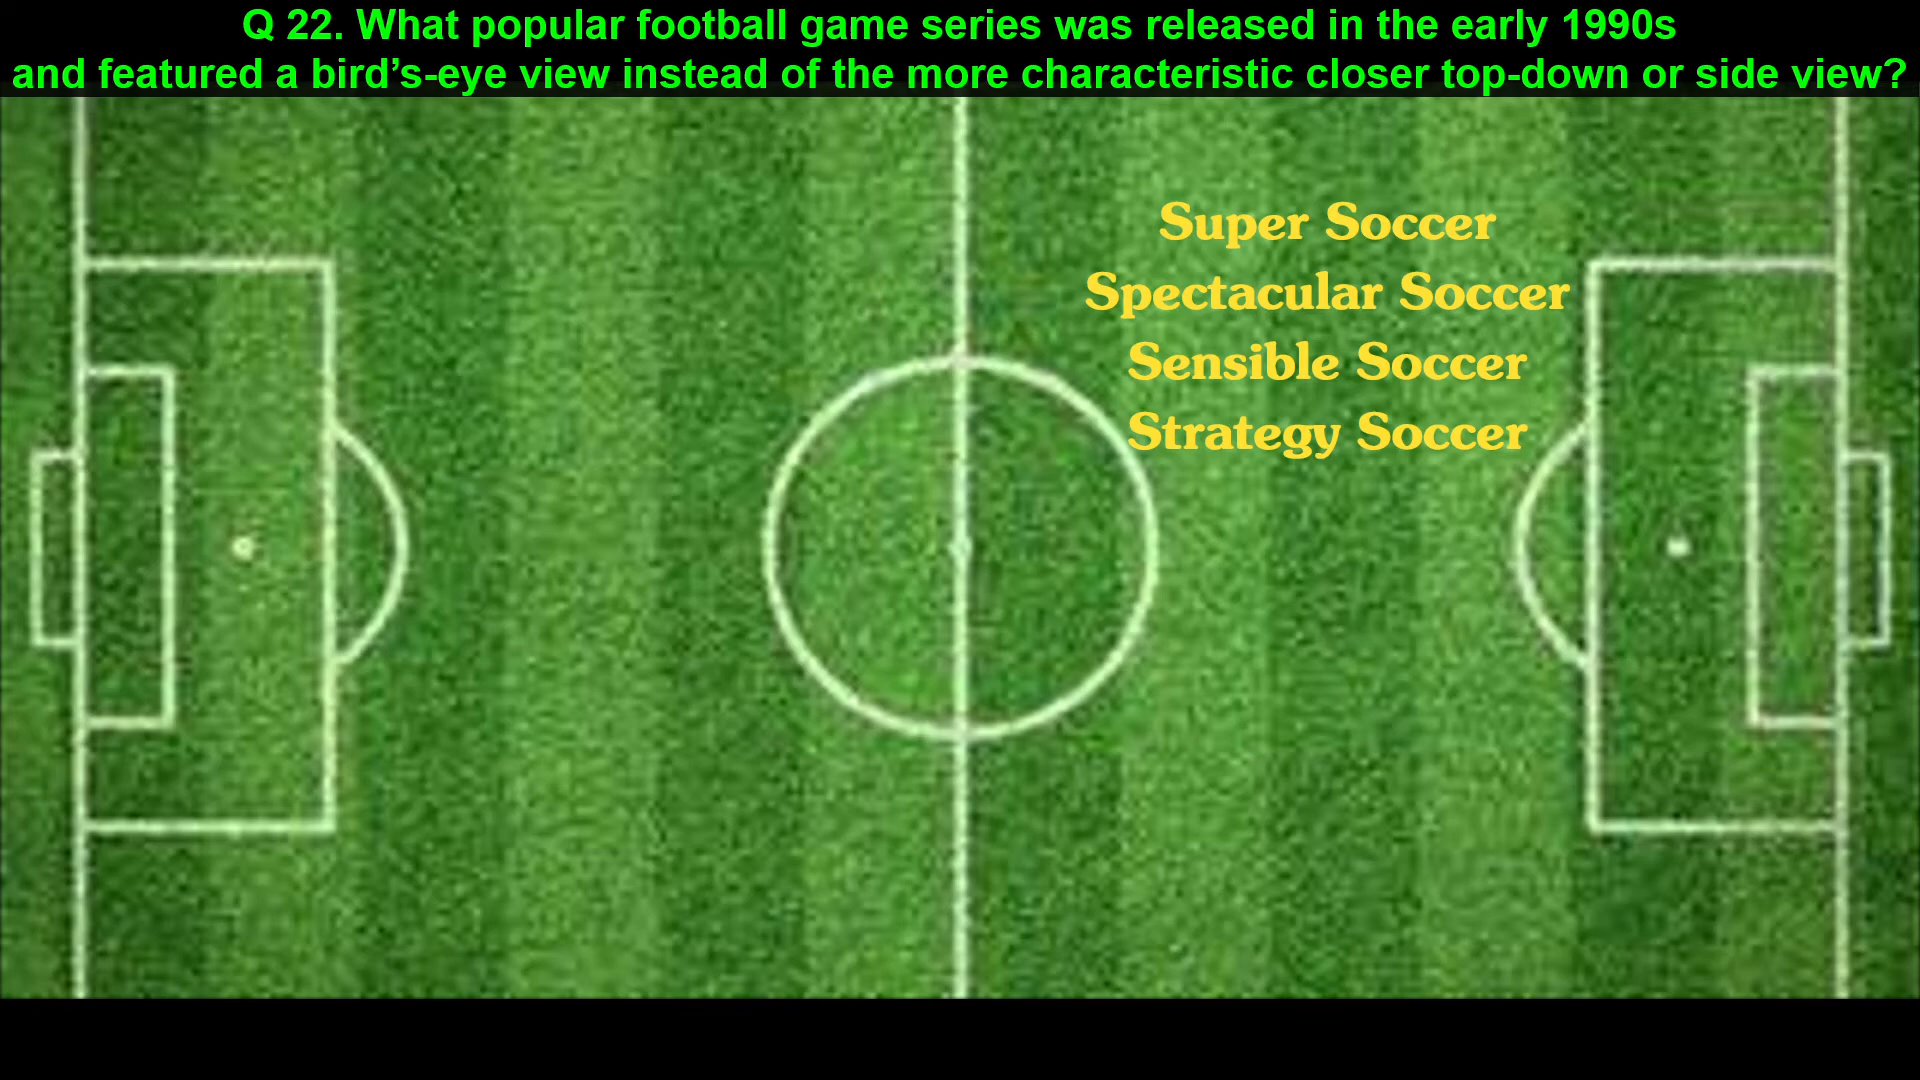 Q 22. What popular football game series was released in the early 1990s
and featured a bird’s-eye view instead of the more characteristic closer top-down or side view?
Super Soccer
Spectacular Soccer
Sensible Soccer
Strategy Soccer